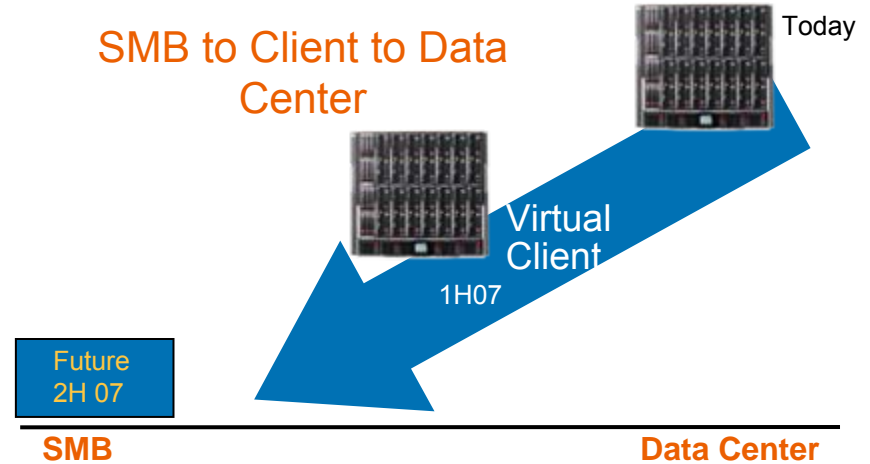 SMB to Client to Data
Center
Today
Virtual
Client
1H07
Future
2H 07
SMB
Data Center